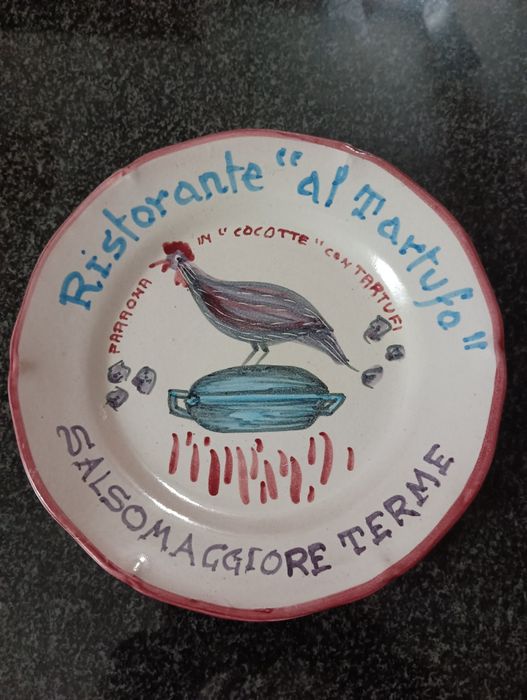 Ristorante "al Tartufo"
FARAONA IN "COCOTTE" CON TARTUFI
SALSOMAGGIORE TERME